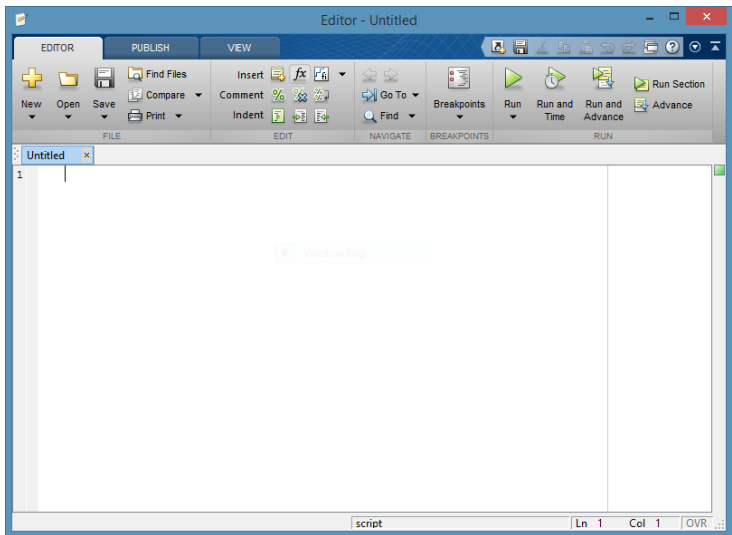 Editor - Untitled
EDITOR PUBLISH VIEW
Find Files Insert fx
New Open Save Compare Comment % Go To Breakpoints Run Run and Time Run and Advance Run Section
Print Indent Find Advance
FILE EDIT NAVIGATE BREAKPOINTS RUN
Untitled ×
1
Window Snip
script Ln 1 Col 1 OVR